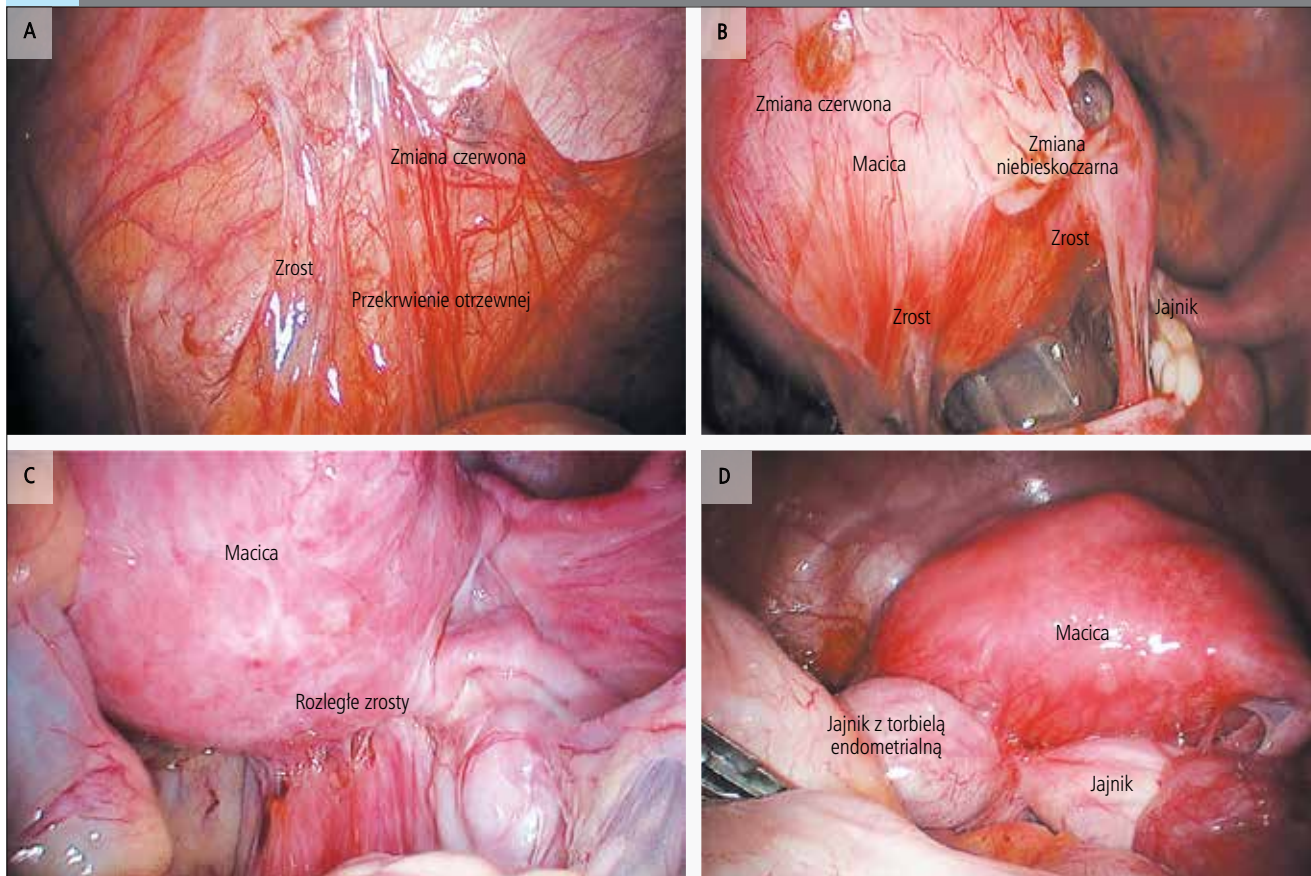 A
Zmiana czerwona
Zrost
Przekrwienie otrzewnej
B
Zmiana czerwona
Macica
Zmiana
niebieskoczarna
Zrost
Zrost
Jajnik
C
Macica
Rozległe zrosty
D
Macica
Jajnik z torbielą
endometrialną
Jajnik